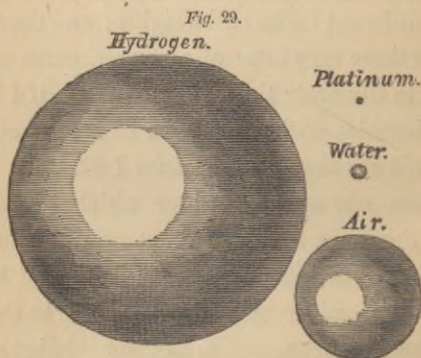 Fig. 29.
Hydrogen.
Platinum.
Water.
Air.